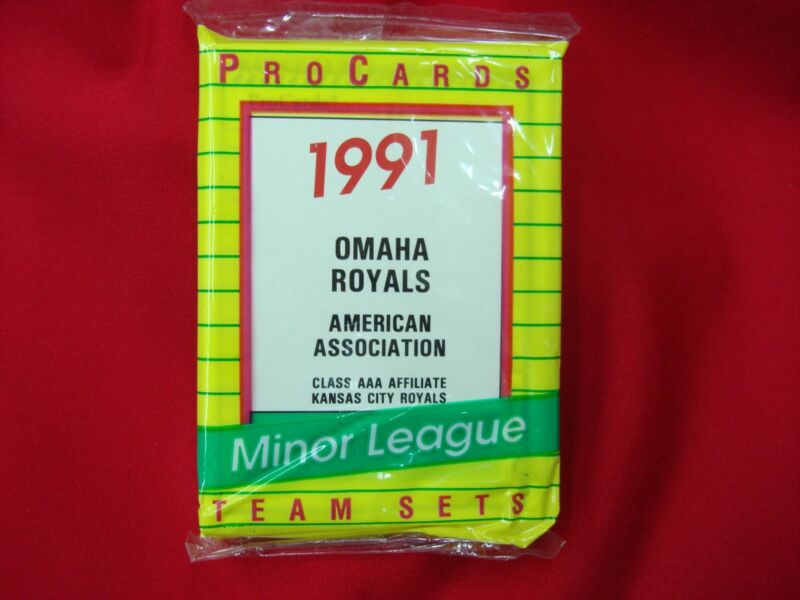 PROCARDS
1991
OMAHA
ROYALS
AMERICAN
ASSOCIATION
CLASS AAA AFFILIATE
KANSAS CITY ROYALS
Minor League
TEAM SETS